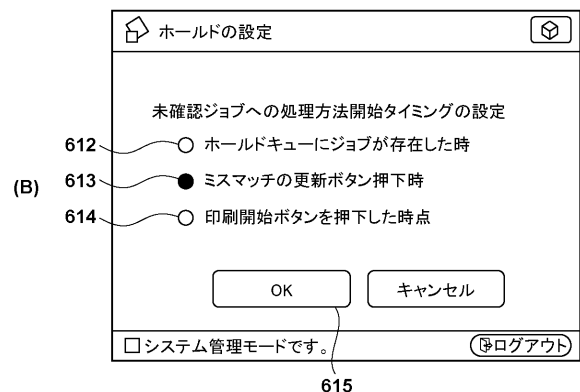 ホールドの設定
未確認ジョブへの処理方法開始タイミングの設定
612 ホールドキューにジョブが存在した時
(B) 613 ミスマッチの更新ボタン押下時
614 印刷開始ボタンを押下した時点
OK キャンセル
システム管理モードです。 ログアウト
615